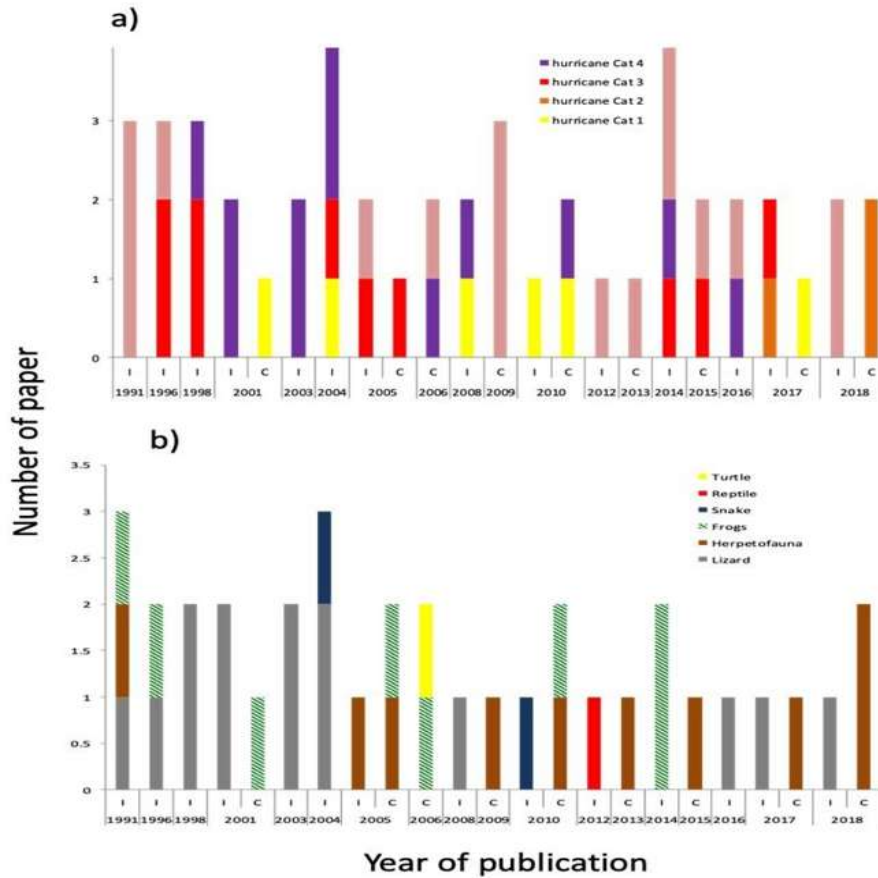 a)
hurricane Cat 4
hurricane Cat 3
hurricane Cat 2
hurricane Cat 1
3
2
1
0
I I I I C I I I C C I C I C I C I C I I C I C
1991 1996 1998 2001 2003 2004 2005 2006 2008 2009 2010 2012 2013 2014 2015 2016 2017 2018
Number of paper
b)
Turtle
Reptile
Snake
Frogs
Herpetofauna
Lizard
3.5
3
2.5
2
1.5
1
0.5
0
I I I I C I I I C C I C I C I C I C I I C I C
1991 1996 1998 2001 2003 2004 2005 2006 2008 2009 2010 2012 2013 2014 2015 2016 2017 2018
Year of publication